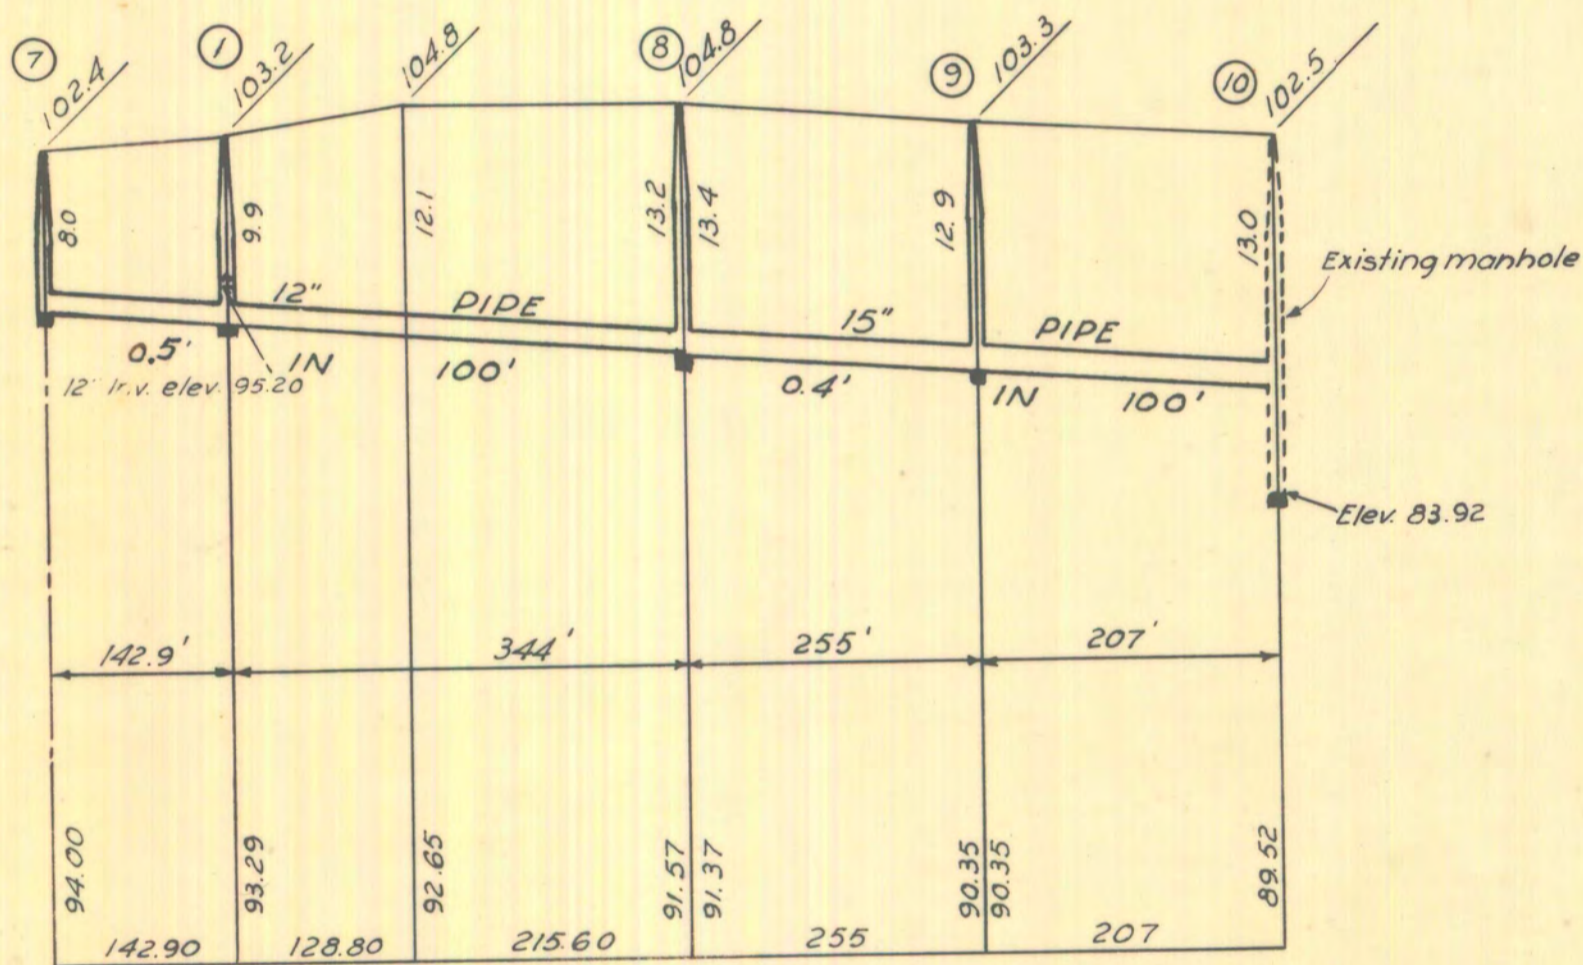 7 1 8 9 10
102.4 103.2 104.8 104.8 103.3 102.5
8.0 9.9 12.1 13.2 13.4 12.9 13.0
Existing manhole
12" PIPE 15" PIPE
0.5' IN 100' 0.4' IN 100'
12" Inv. elev. 95.20
Elev. 83.92
142.9' 344' 255' 207'
94.00 93.29 92.65 91.57 91.37 90.35 90.35 89.52
142.90 128.80 215.60 255 207